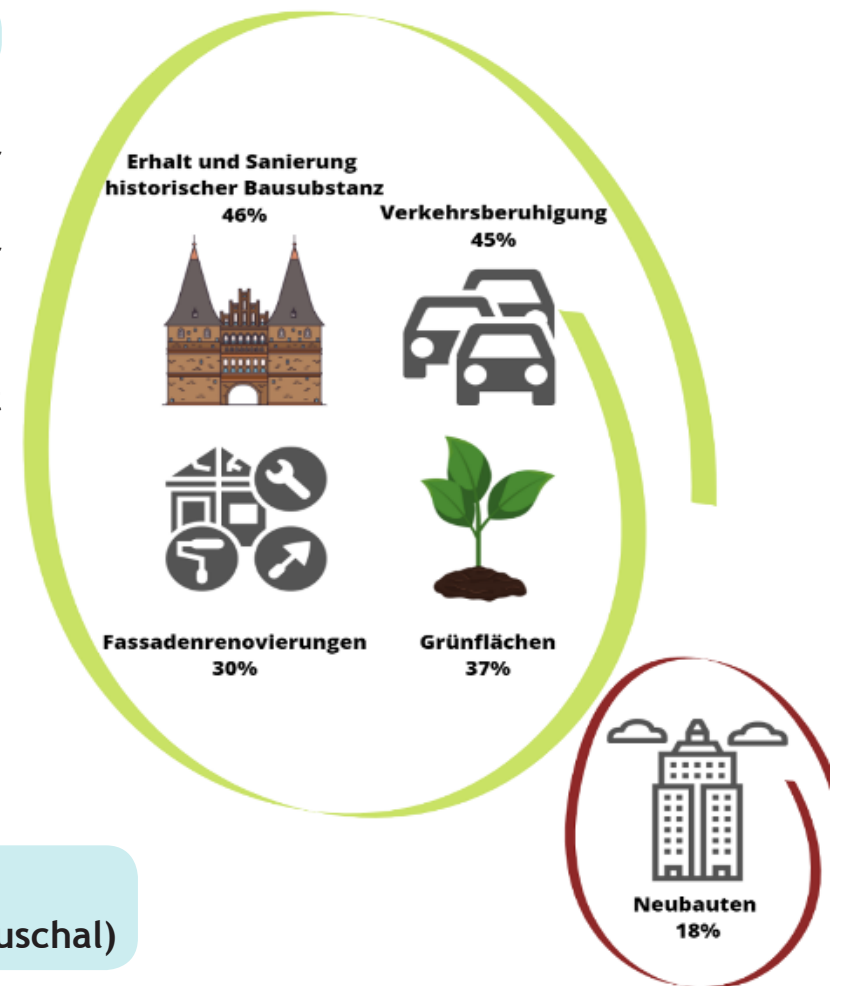 Erhalt und Sanierung
historischer Bausubstanz
46%
Verkehrsberuhigung
45%
Fassadenrenovierungen
30%
Grünflächen
37%
Neubauten
18%
uschal)